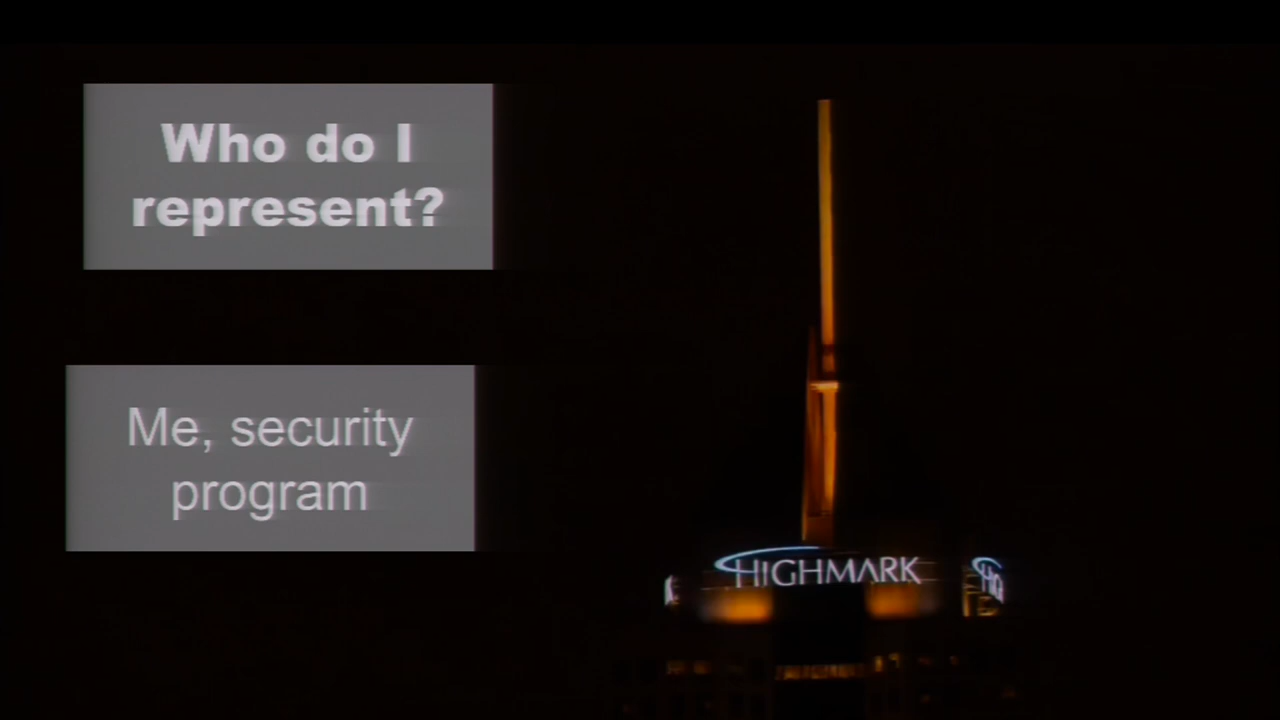 Who do I
represent?
Me, security
program
HIGHMARK